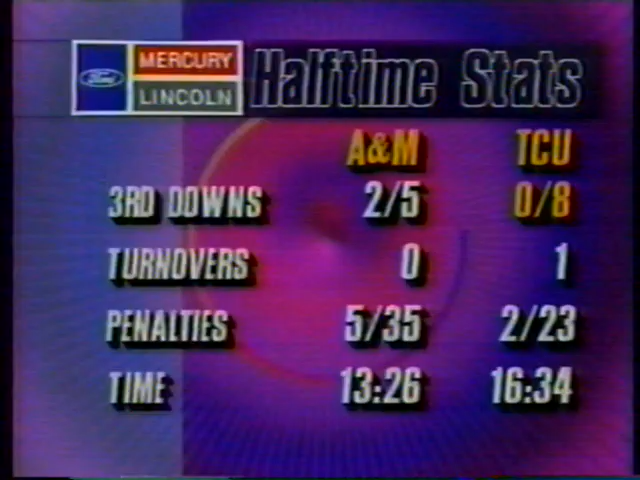 Ford MERCURY LINCOLN Halftime Stats
A&M TCU
3RD DOWNS 2/5 0/8
TURNOVERS 0 1
PENALTIES 5/35 2/23
TIME 13:26 16:34